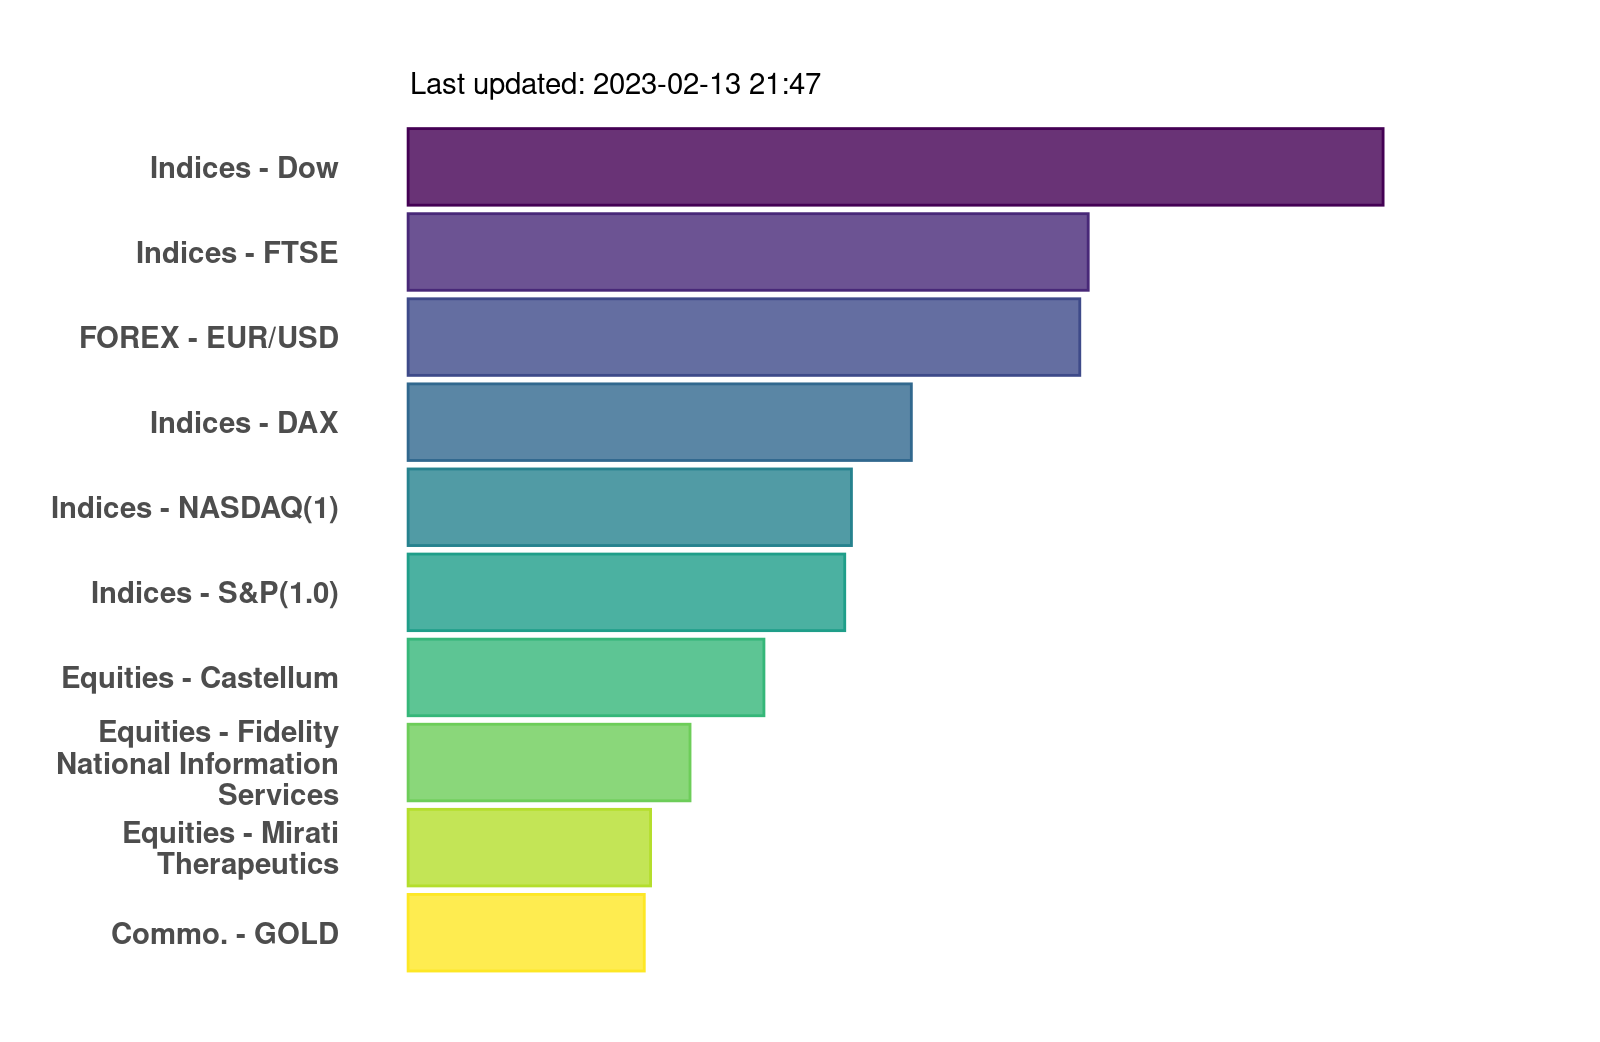 Last updated: 2023-02-13 21:47
Indices - Dow
Indices - FTSE
FOREX - EUR/USD
Indices - DAX
Indices - NASDAQ(1)
Indices - S&P(1.0)
Equities - Castellum
Equities - Fidelity
National Information
Services
Equities - Mirati
Therapeutics
Commo. - GOLD